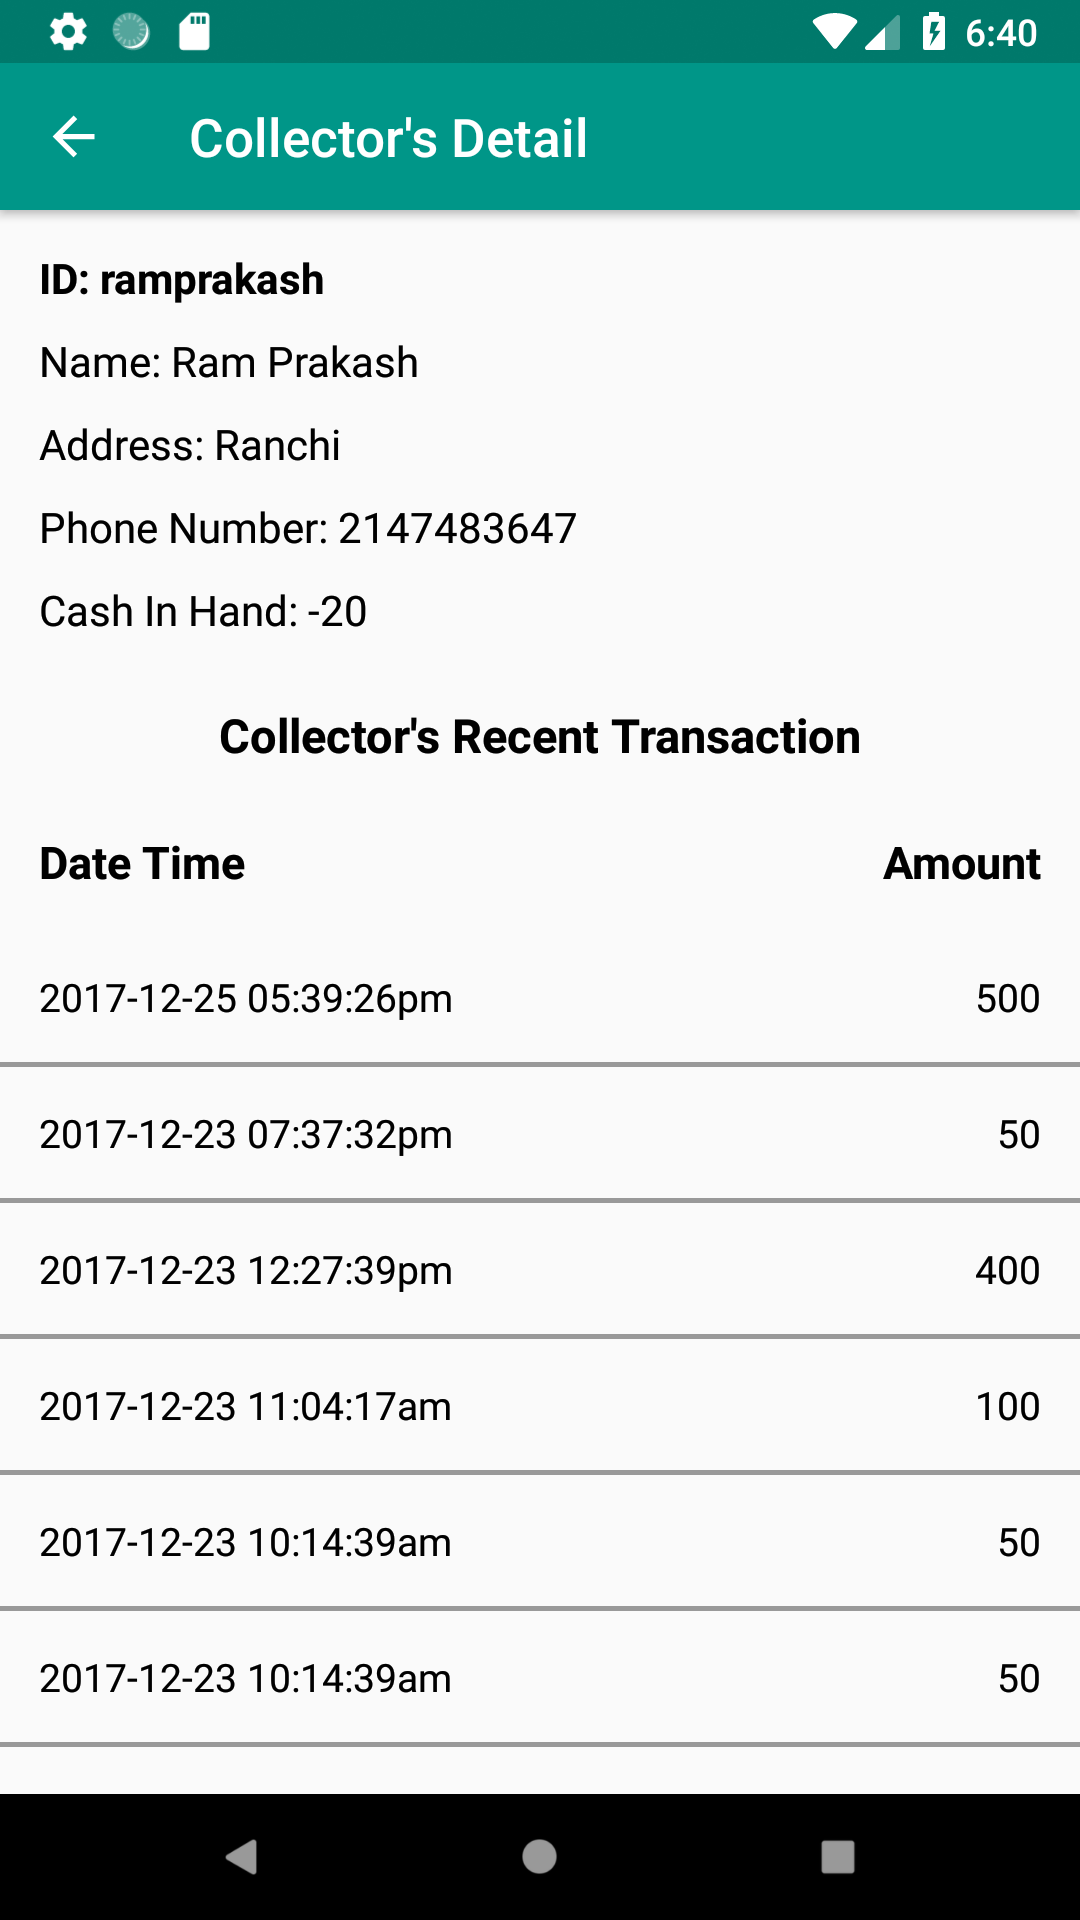 6:40
Collector's Detail
ID: ramprakash
Name: Ram Prakash
Address: Ranchi
Phone Number: 2147483647
Cash In Hand: -20
Collector's Recent Transaction
Date Time Amount
2017-12-25 05:39:26pm 500
2017-12-23 07:37:32pm 50
2017-12-23 12:27:39pm 400
2017-12-23 11:04:17am 100
2017-12-23 10:14:39am 50
2017-12-23 10:14:39am 50